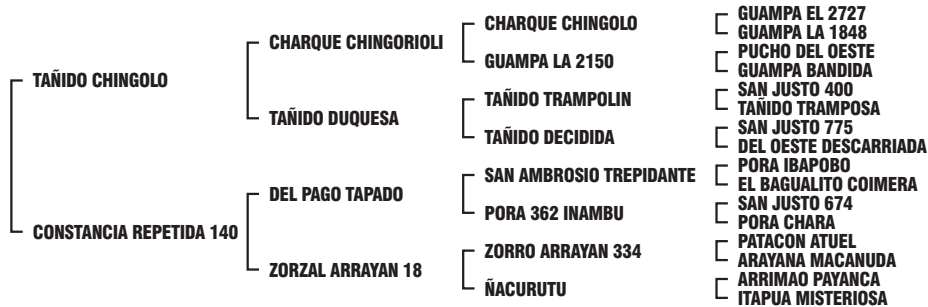 TAÑIDO CHINGOLO
CONSTANCIA REPETIDA 140
CHARQUE CHINGORIOLI
TAÑIDO DUQUESA
DEL PAGO TAPADO
ZORZAL ARRAYAN 18
CHARQUE CHINGOLO
GUAMPA LA 2150
TAÑIDO TRAMPOLIN
TAÑIDO DECIDIDA
SAN AMBROSIO TREPIDANTE
PORA 362 INAMBU
ZORRO ARRAYAN 334
ÑACURUTU
GUAMPA EL 2727
GUAMPA LA 1848
PUCHO DEL OESTE
GUAMPA BANDIDA
SAN JUSTO 400
TAÑIDO TRAMPOSA
SAN JUSTO 775
DEL OESTE DESCARRIADA
PORA IBAPOBO
EL BAGUALITO COIMERA
SAN JUSTO 674
PORA CHARA
PATACON ATUEL
ARAYANA MACANUDA
ARRIMAO PAYANCA
ITAPUA MISTERIOSA